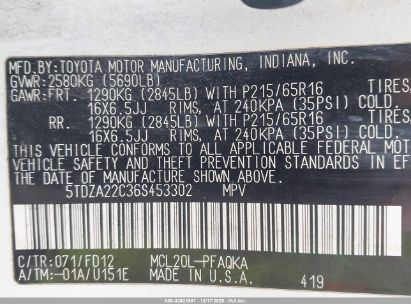 MFD. BY: TOYOTA MOTOR MANUFACTURING, INDIANA, INC.
GVWR: 2580KG (5690LB)
GAWR: FRT. 1290KG (2845LB) WITH P215/65R16 TIRES
16X6.5JJ RIMS, AT 240KPA (35PSI) COLD.
RR. 1290KG (2845LB) WITH P215/65R16 TIRES
16X6.5JJ RIMS, AT 240KPA (35PSI) COLD.
THIS VEHICLE CONFORMS TO ALL APPLICABLE FEDERAL MOTOR
VEHICLE SAFETY, BUMPER AND THEFT PREVENTION STANDARDS IN EF
OF MANUFACTURE SHOWN ABOVE.
5TDZA22C36S453302 MPV
C/TR: 071/FD12 MCL20L-PFAQKA
A/TM: -01A/U151E MADE IN U.S.A. 419